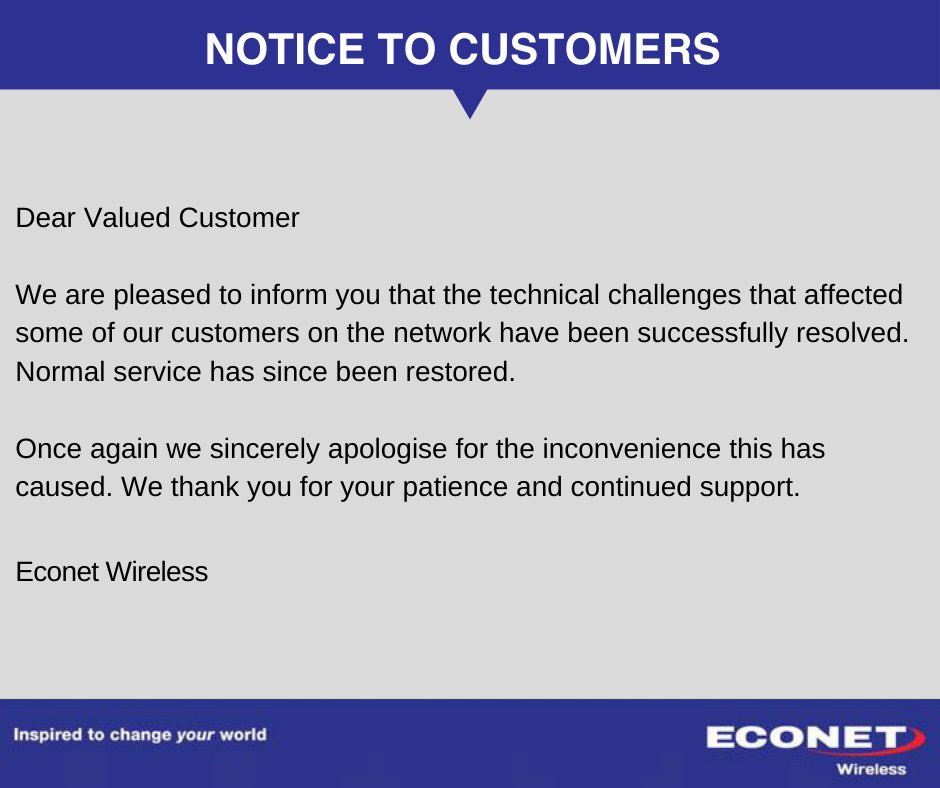 NOTICE TO CUSTOMERS
Dear Valued Customer
We are pleased to inform you that the technical challenges that affected
some of our customers on the network have been successfully resolved.
Normal service has since been restored.
Once again we sincerely apologise for the inconvenience this has
caused. We thank you for your patience and continued support.
Econet Wireless
Inspired to change your world
ECONET
Wireless